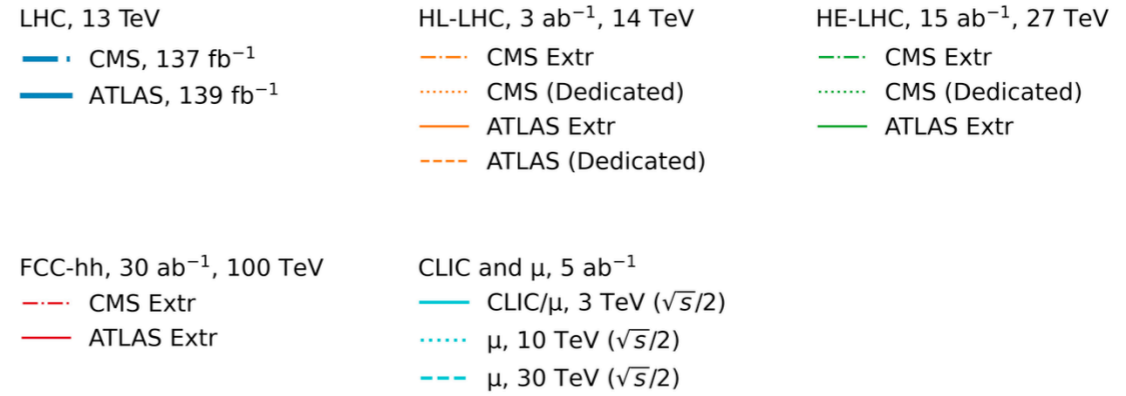 LHC, 13 TeV
CMS, 137 fb⁻¹
ATLAS, 139 fb⁻¹
HL-LHC, 3 ab⁻¹, 14 TeV
CMS Extr
CMS (Dedicated)
ATLAS Extr
ATLAS (Dedicated)
HE-LHC, 15 ab⁻¹, 27 TeV
CMS Extr
CMS (Dedicated)
ATLAS Extr
FCC-hh, 30 ab⁻¹, 100 TeV
CMS Extr
ATLAS Extr
CLIC and μ, 5 ab⁻¹
CLIC/μ, 3 TeV (√s/2)
μ, 10 TeV (√s/2)
μ, 30 TeV (√s/2)